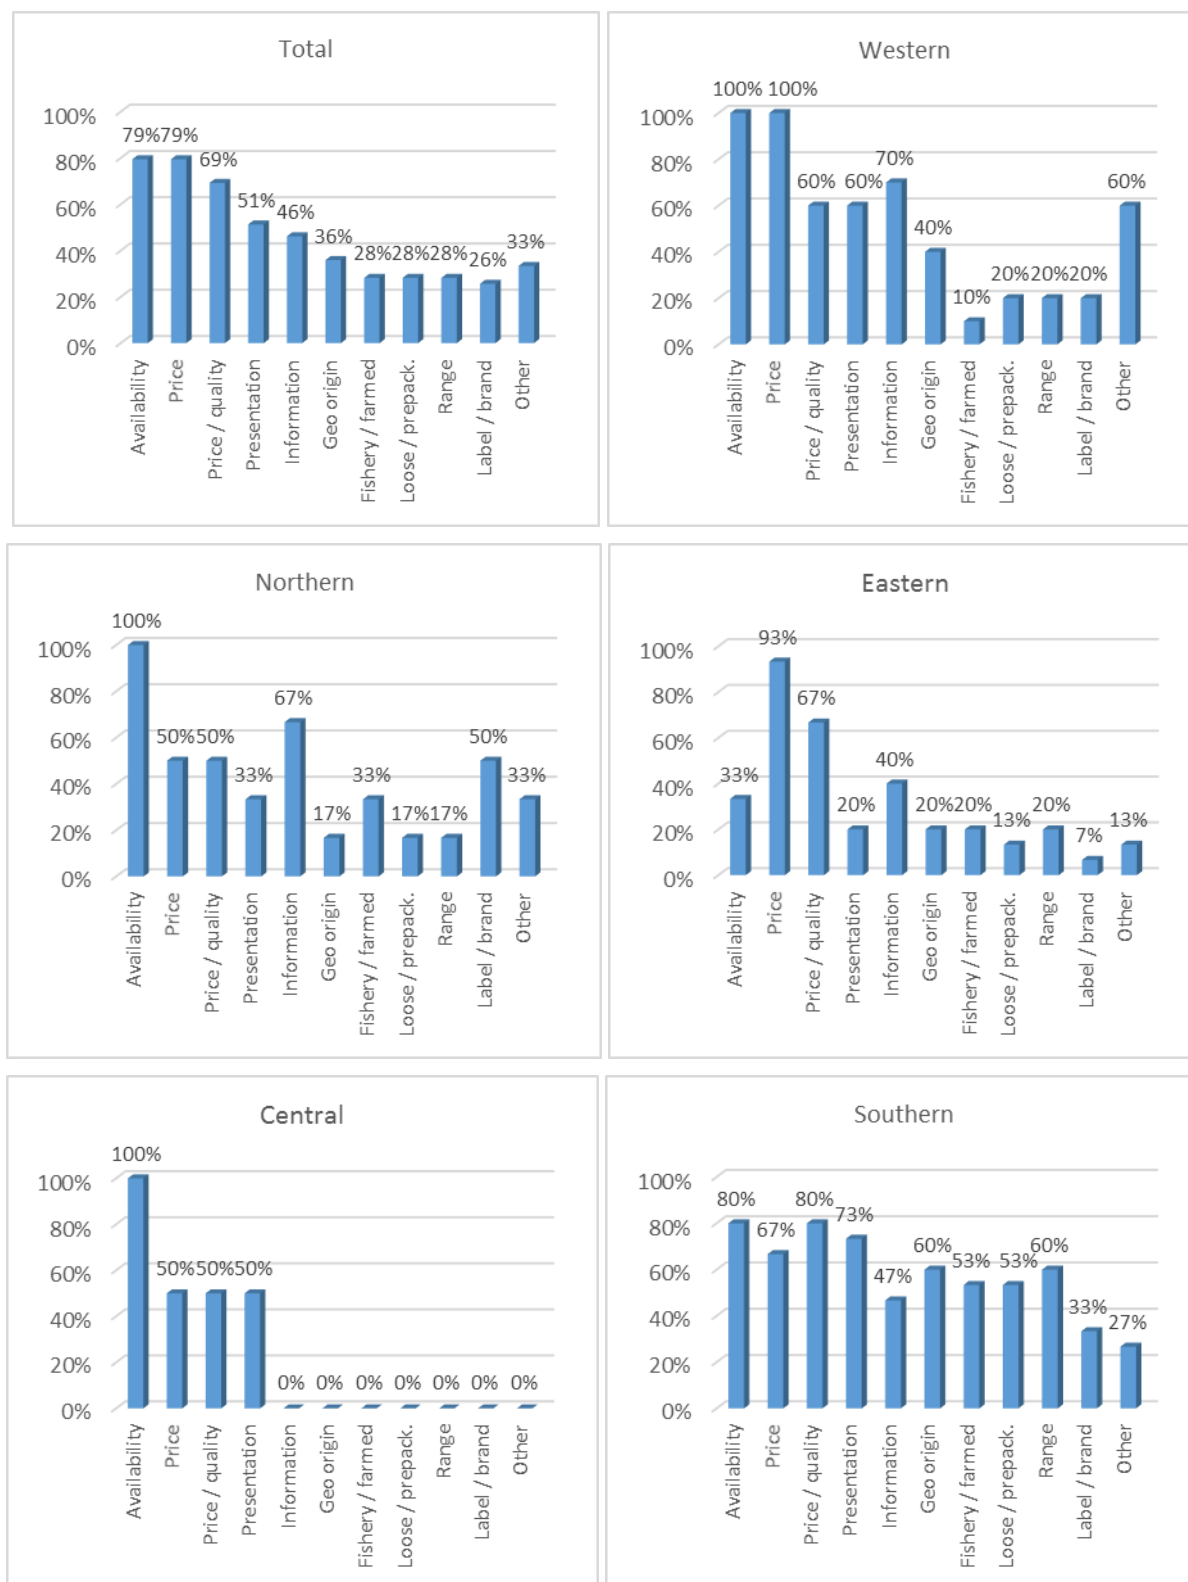 Total
100%
80%
60%
40%
20%
0%
79% 79% 69% 51% 46% 36% 28% 28% 28% 26% 33%
Availability
Price
Price / quality
Presentation
Information
Geo origin
Fishery / farmed
Loose / prepack.
Range
Label / brand
Other
Western
100%
80%
60%
40%
20%
0%
100% 100% 60% 60% 70% 40% 10% 20% 20% 20% 60%
Availability
Price
Price / quality
Presentation
Information
Geo origin
Fishery / farmed
Loose / prepack.
Range
Label / brand
Other
Northern
100%
80%
60%
40%
20%
0%
100% 50% 50% 33% 67% 17% 33% 17% 17% 50% 33%
Availability
Price
Price / quality
Presentation
Information
Geo origin
Fishery / farmed
Loose / prepack.
Range
Label / brand
Other
Eastern
100%
80%
60%
40%
20%
0%
33% 93% 67% 20% 40% 20% 20% 13% 20% 7% 13%
Availability
Price
Price / quality
Presentation
Information
Geo origin
Fishery / farmed
Loose / prepack.
Range
Label / brand
Other
Central
100%
80%
60%
40%
20%
0%
100% 50% 50% 50% 0% 0% 0% 0% 0% 0% 0%
Availability
Price
Price / quality
Presentation
Information
Geo origin
Fishery / farmed
Loose / prepack.
Range
Label / brand
Other
Southern
100%
80%
60%
40%
20%
0%
80% 67% 80% 73% 47% 60% 53% 53% 60% 33% 27%
Availability
Price
Price / quality
Presentation
Information
Geo origin
Fishery / farmed
Loose / prepack.
Range
Label / brand
Other